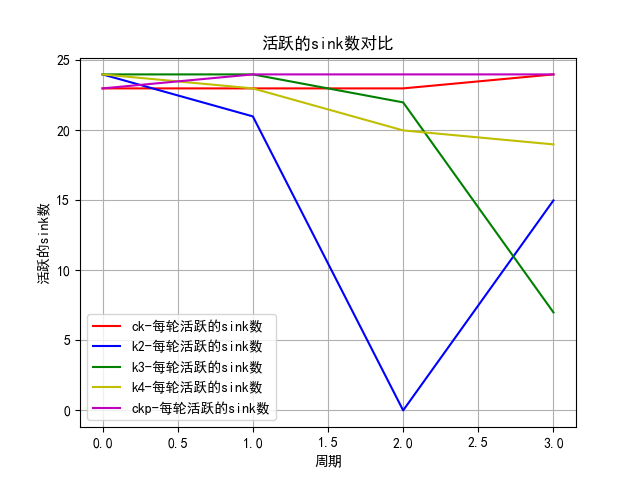 活跃的sink数对比
活跃的sink数
25
20
15
10
5
0
ck-每轮活跃的sink数
k2-每轮活跃的sink数
k3-每轮活跃的sink数
k4-每轮活跃的sink数
ckp-每轮活跃的sink数
0.0 0.5 1.0 1.5 2.0 2.5 3.0
周期